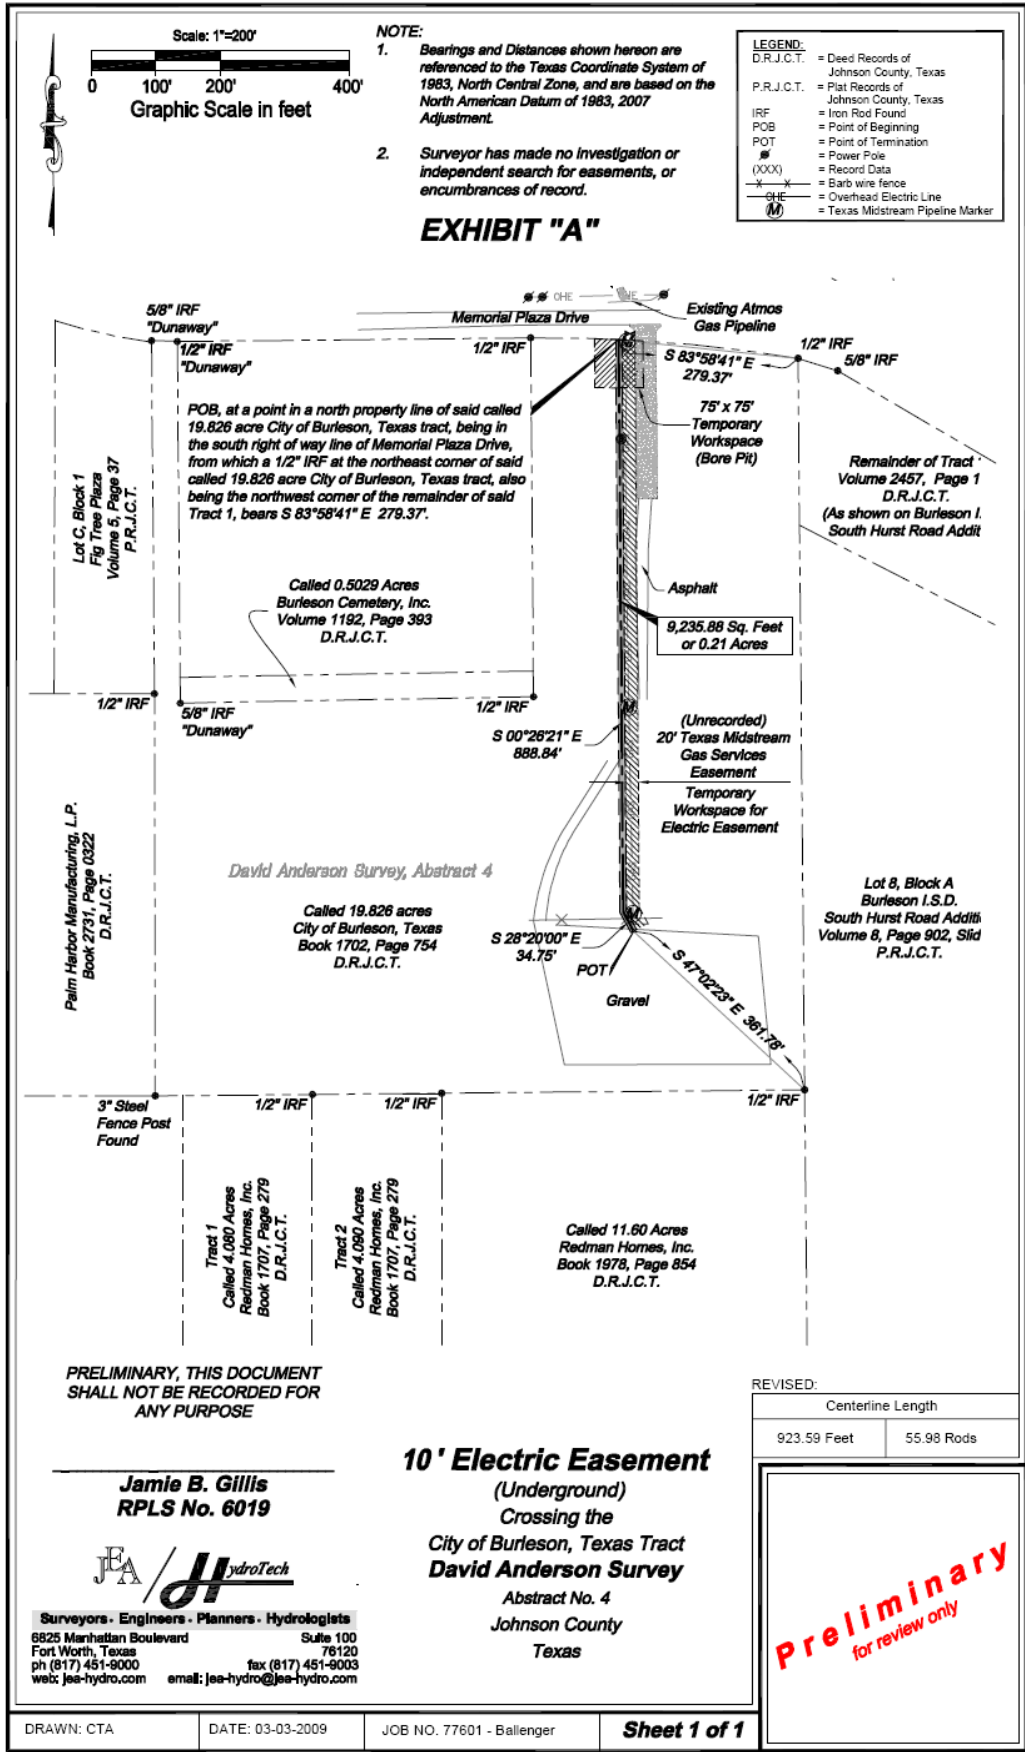 Scale: 1"=200'
0 100' 200' 400'
Graphic Scale in feet
NOTE:
1. Bearings and Distances shown hereon are
referenced to the Texas Coordinate System of
1983, North Central Zone, and are based on the
North American Datum of 1983, 2007
Adjustment.
2. Surveyor has made no investigation or
independent search for easements, or
encumbrances of record.
EXHIBIT "A"
LEGEND:
D.R.J.C.T. = Deed Records of
Johnson County, Texas
P.R.J.C.T. = Plat Records of
Johnson County, Texas
IRF = Iron Rod Found
POB = Point of Beginning
POT = Point of Termination
= Power Pole
(XXX) = Record Data
X X = Barb wire fence
OHE = Overhead Electric Line
M = Texas Midstream Pipeline Marker
5/8" IRF
"Dunaway"
1/2" IRF
"Dunaway"
OHE
Memorial Plaza Drive
1/2" IRF
Existing Atmos
Gas Pipeline
S 83°58'41" E
279.37'
1/2" IRF
5/8" IRF
75' x 75'
Temporary
Workspace
(Bore Pit)
POB, at a point in a north property line of said called
19.826 acre City of Burleson, Texas tract, being in
the south right of way line of Memorial Plaza Drive,
from which a 1/2" IRF at the northeast corner of said
called 19.826 acre City of Burleson, Texas tract, also
being the northwest corner of the remainder of said
Tract 1, bears S 83°58'41" E 279.37'.
Lot C, Block 1
Fig Tree Plaza
Volume 5, Page 37
P.R.J.C.T.
Remainder of Tract
Volume 2457, Page 1
D.R.J.C.T.
(As shown on Burleson I.
South Hurst Road Addit
Called 0.5029 Acres
Burleson Cemetery, Inc.
Volume 1192, Page 393
D.R.J.C.T.
Asphalt
9,235.88 Sq. Feet
or 0.21 Acres
1/2" IRF
5/8" IRF
"Dunaway"
1/2" IRF
M
S 00°26'21" E
888.84'
(Unrecorded)
20' Texas Midstream
Gas Services
Easement
Temporary
Workspace for
Electric Easement
Palm Harbor Manufacturing, L.P.
Book 2731, Page 0322
D.R.J.C.T.
David Anderson Survey, Abstract 4
Called 19.826 acres
City of Burleson, Texas
Book 1702, Page 754
D.R.J.C.T.
M
S 28°20'00" E
34.75'
POT
Gravel
S 47°02'23" E 361.78'
Lot 8, Block A
Burleson I.S.D.
South Hurst Road Additi
Volume 8, Page 902, Slid
P.R.J.C.T.
3" Steel
Fence Post
Found
1/2" IRF
1/2" IRF
1/2" IRF
Tract 1
Called 4.080 Acres
Redman Homes, Inc.
Book 1707, Page 279
D.R.J.C.T.
Tract 2
Called 4.090 Acres
Redman Homes, Inc.
Book 1707, Page 279
D.R.J.C.T.
Called 11.60 Acres
Redman Homes, Inc.
Book 1978, Page 854
D.R.J.C.T.
PRELIMINARY, THIS DOCUMENT
SHALL NOT BE RECORDED FOR
ANY PURPOSE
Jamie B. Gillis
RPLS No. 6019
JEA / HydroTech
Surveyors • Engineers • Planners • Hydrologists
6825 Manhattan Boulevard Suite 100
Fort Worth, Texas 76120
ph (817) 451-9000 fax (817) 451-9003
web: jea-hydro.com email: jea-hydro@jea-hydro.com
10' Electric Easement
(Underground)
Crossing the
City of Burleson, Texas Tract
David Anderson Survey
Abstract No. 4
Johnson County
Texas
REVISED:
Centerline Length
923.59 Feet 55.98 Rods
Preliminary
for review only
DRAWN: CTA
DATE: 03-03-2009
JOB NO. 77601 - Ballenger
Sheet 1 of 1